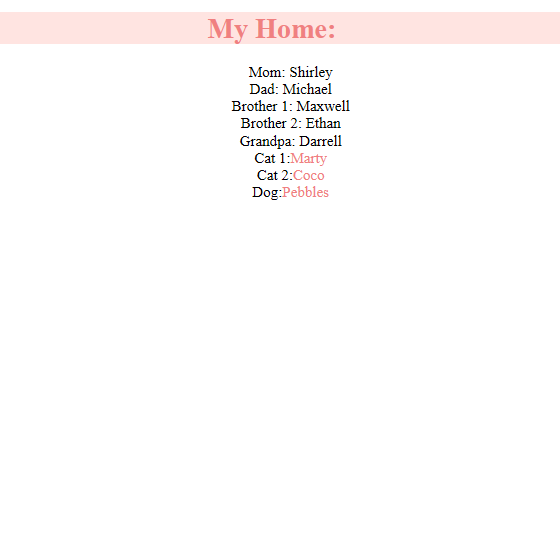 My Home:
Mom: Shirley
Dad: Michael
Brother 1: Maxwell
Brother 2: Ethan
Grandpa: Darrell
Cat 1:Marty
Cat 2:Coco
Dog:Pebbles